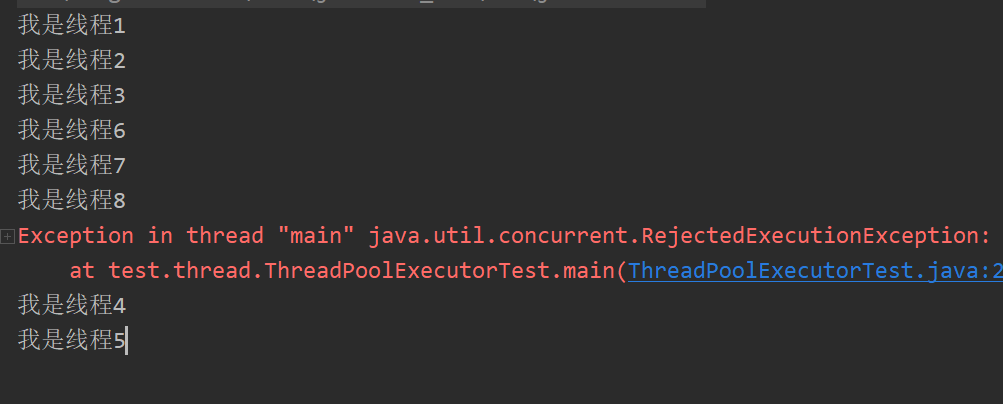 我是线程1
我是线程2
我是线程3
我是线程6
我是线程7
我是线程8
Exception in thread "main" java.util.concurrent.RejectedExecutionException:
at test.thread.ThreadPoolExecutorTest.main(ThreadPoolExecutorTest.java:2
我是线程4
我是线程5